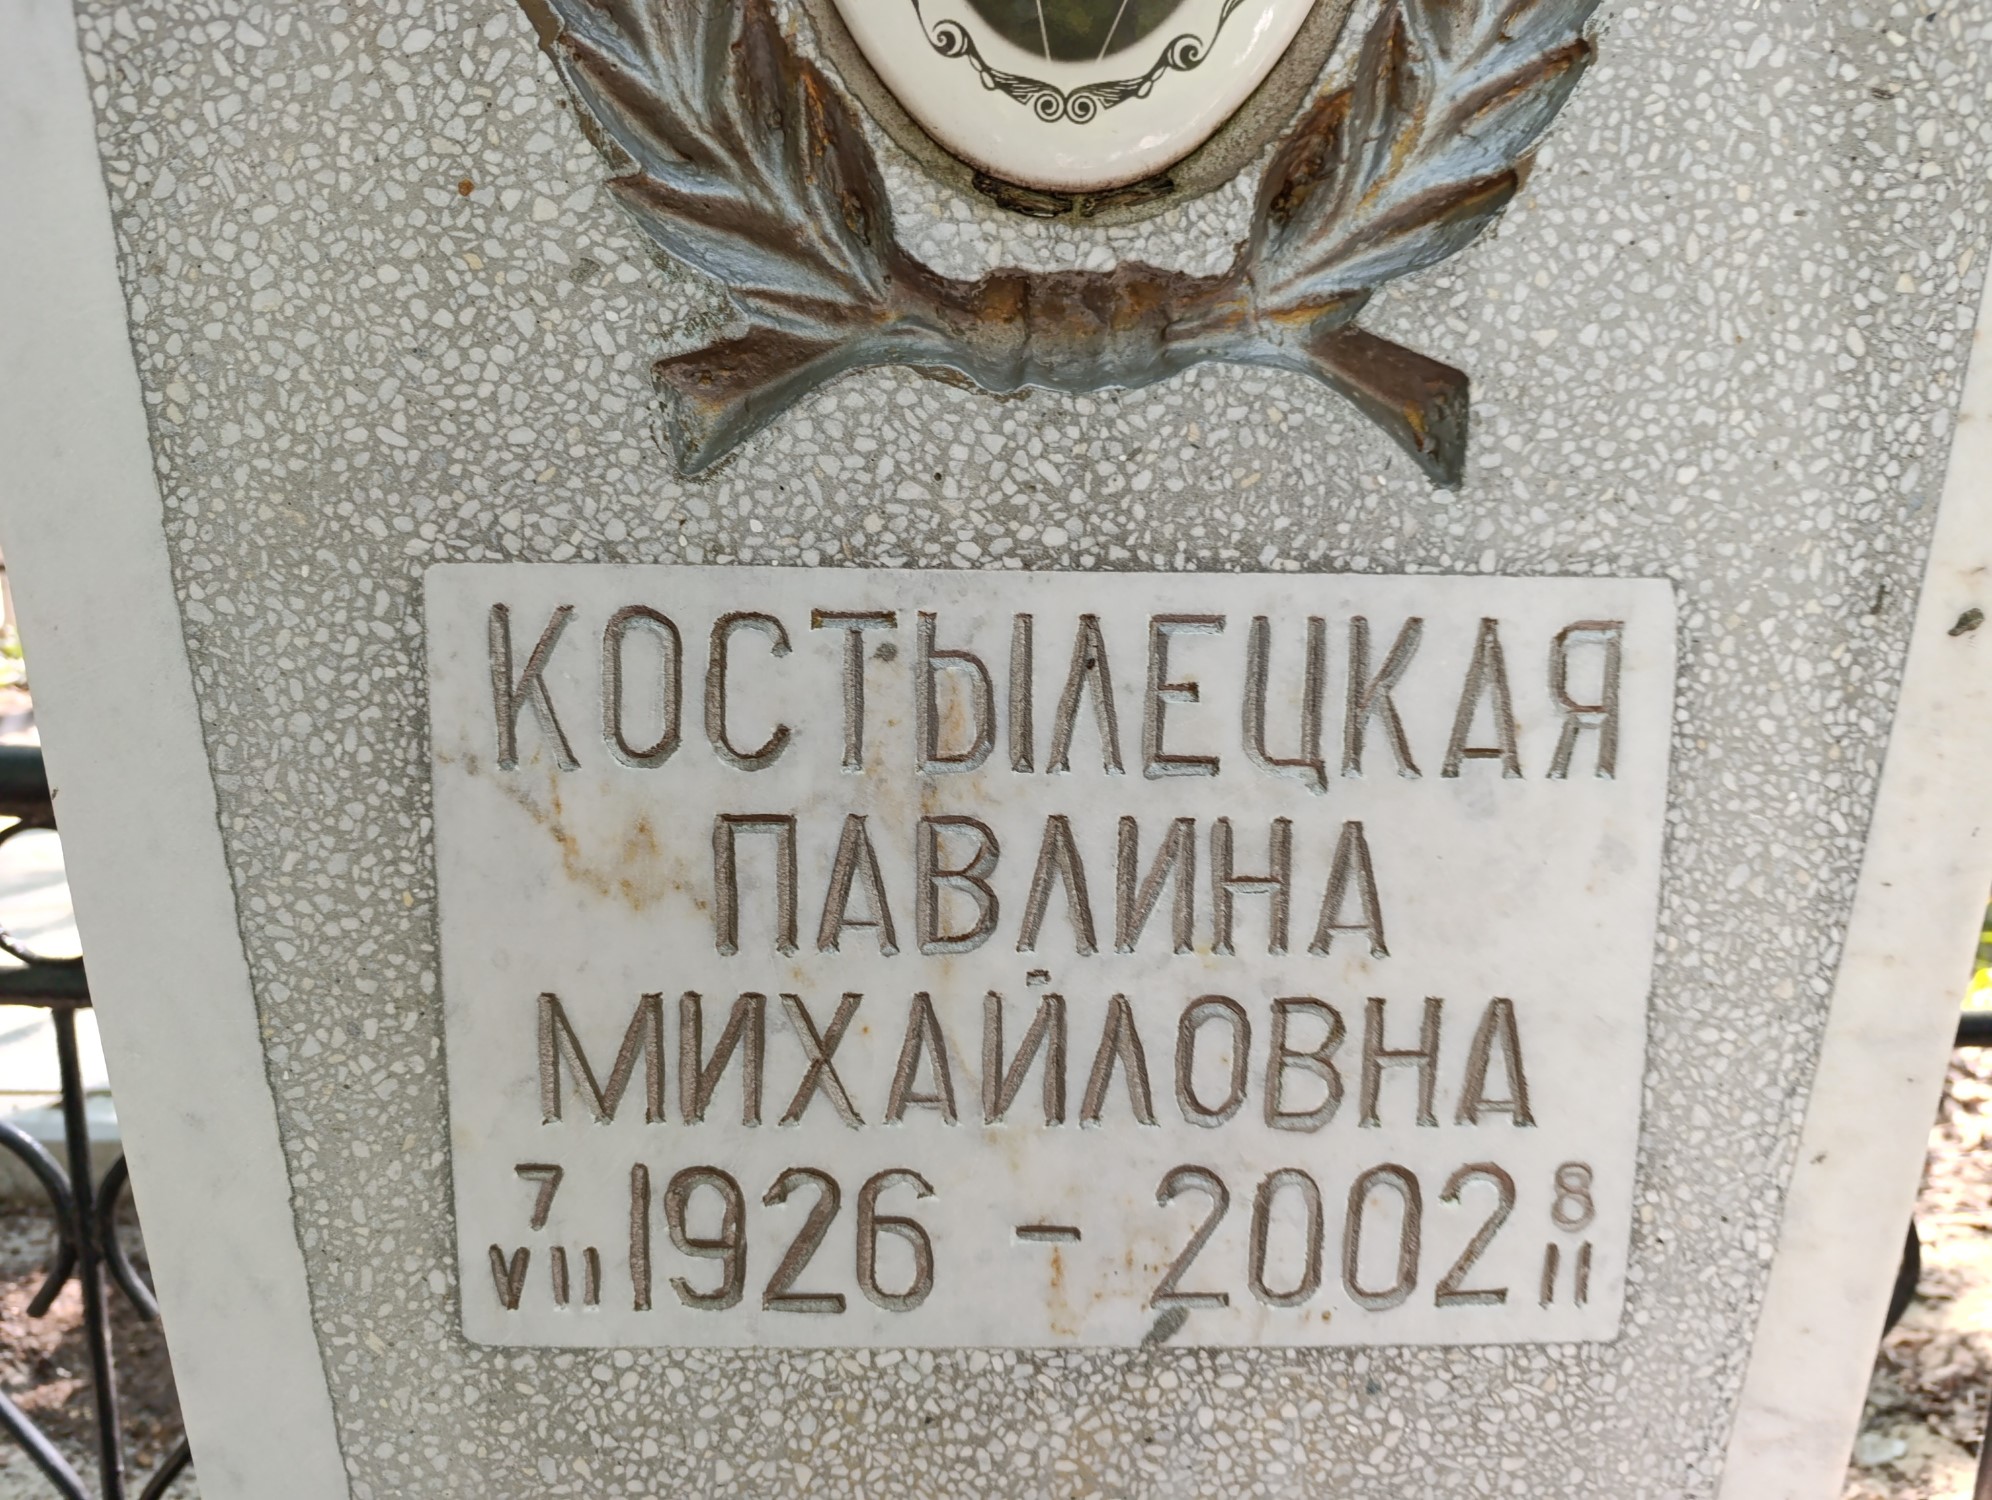 КОСТЫЛЕЦКАЯ
ПАВЛИНА
МИХАЙЛОВНА
7 VII 1926 - 2002 8 II